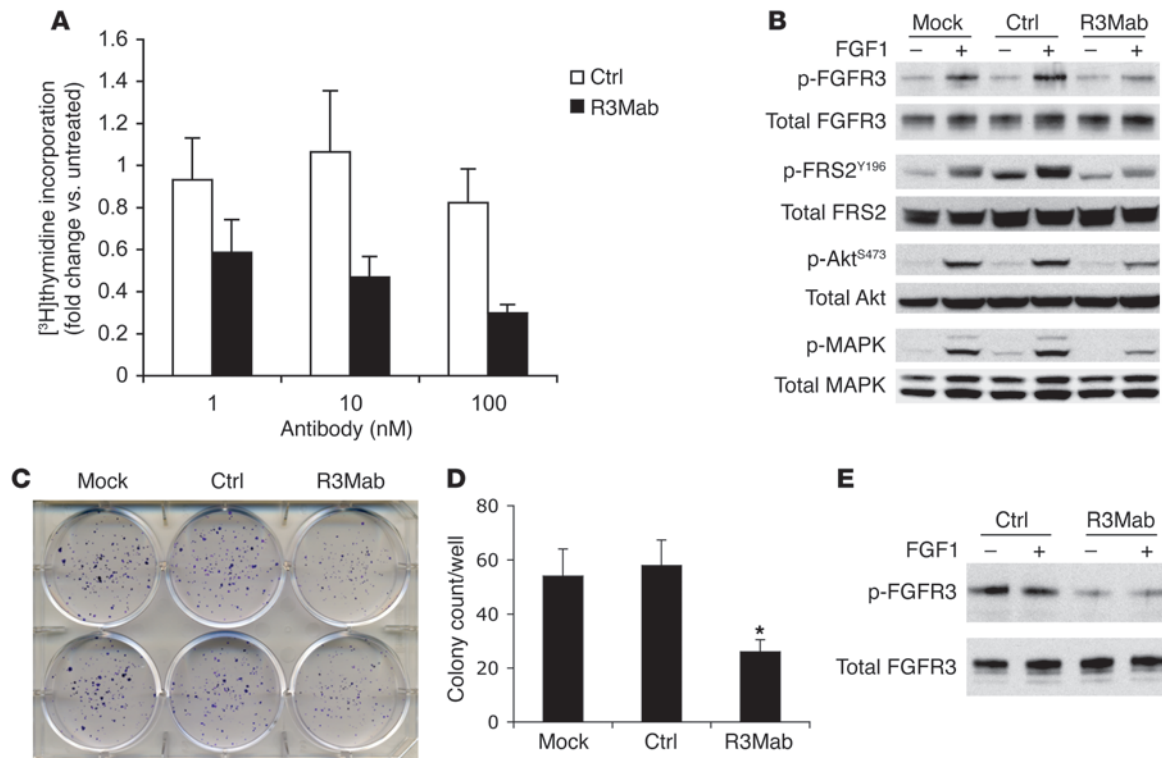 A
[³H]thymidine incorporation
(fold change vs. untreated)
1.6
1.4
1.2
1
0.8
0.6
0.4
0.2
0
1 10 100
Antibody (nM)
Ctrl
R3Mab
B
Mock Ctrl R3Mab
FGF1 – + – + – +
p-FGFR3
Total FGFR3
p-FRS2ʸ¹⁹⁶
Total FRS2
p-Aktˢ⁴⁷³
Total Akt
p-MAPK
Total MAPK
C
Mock Ctrl R3Mab
D
Colony count/well
80
60
40
20
0
*
Mock Ctrl R3Mab
E
Ctrl R3Mab
FGF1 – + – +
p-FGFR3
Total FGFR3